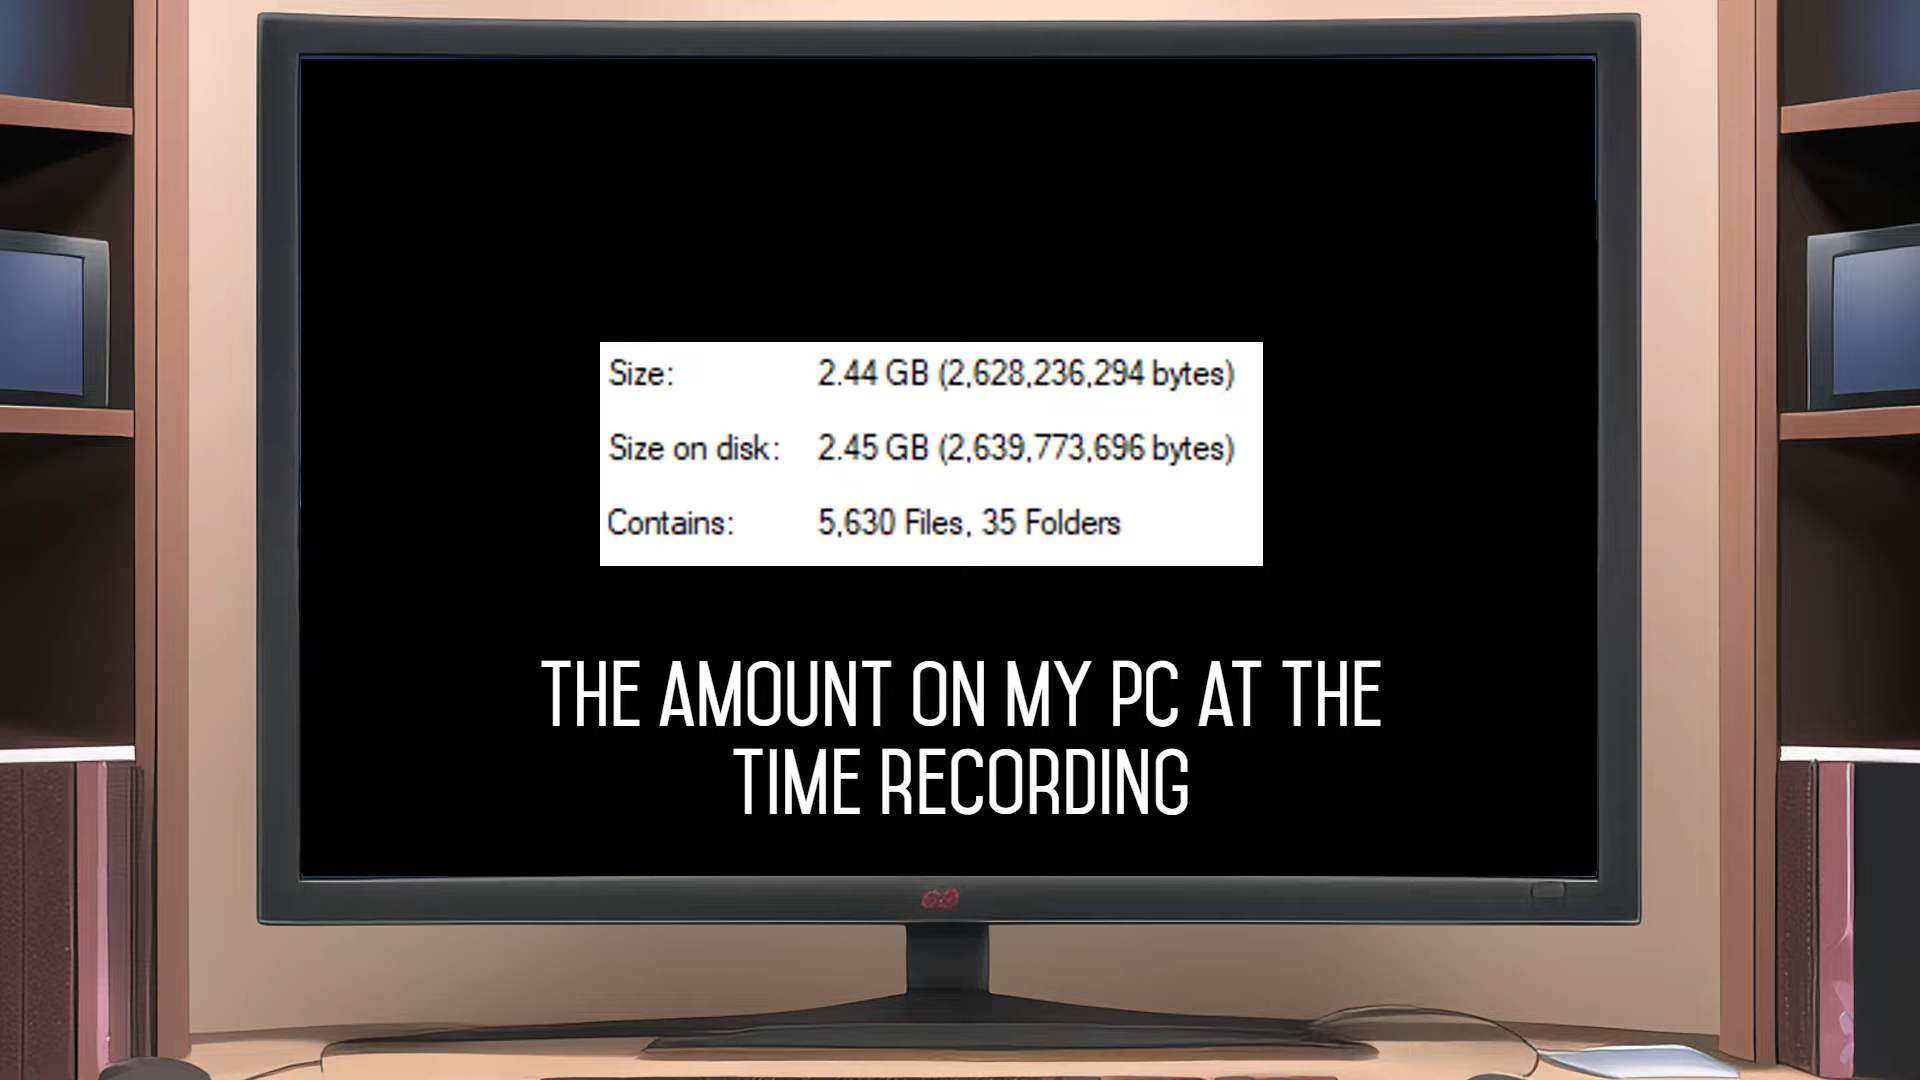 Size: 2.44 GB (2,628,236,294 bytes)
Size on disk: 2.45 GB (2,639,773,696 bytes)
Contains: 5,630 Files, 35 Folders
THE AMOUNT ON MY PC AT THE
TIME RECORDING